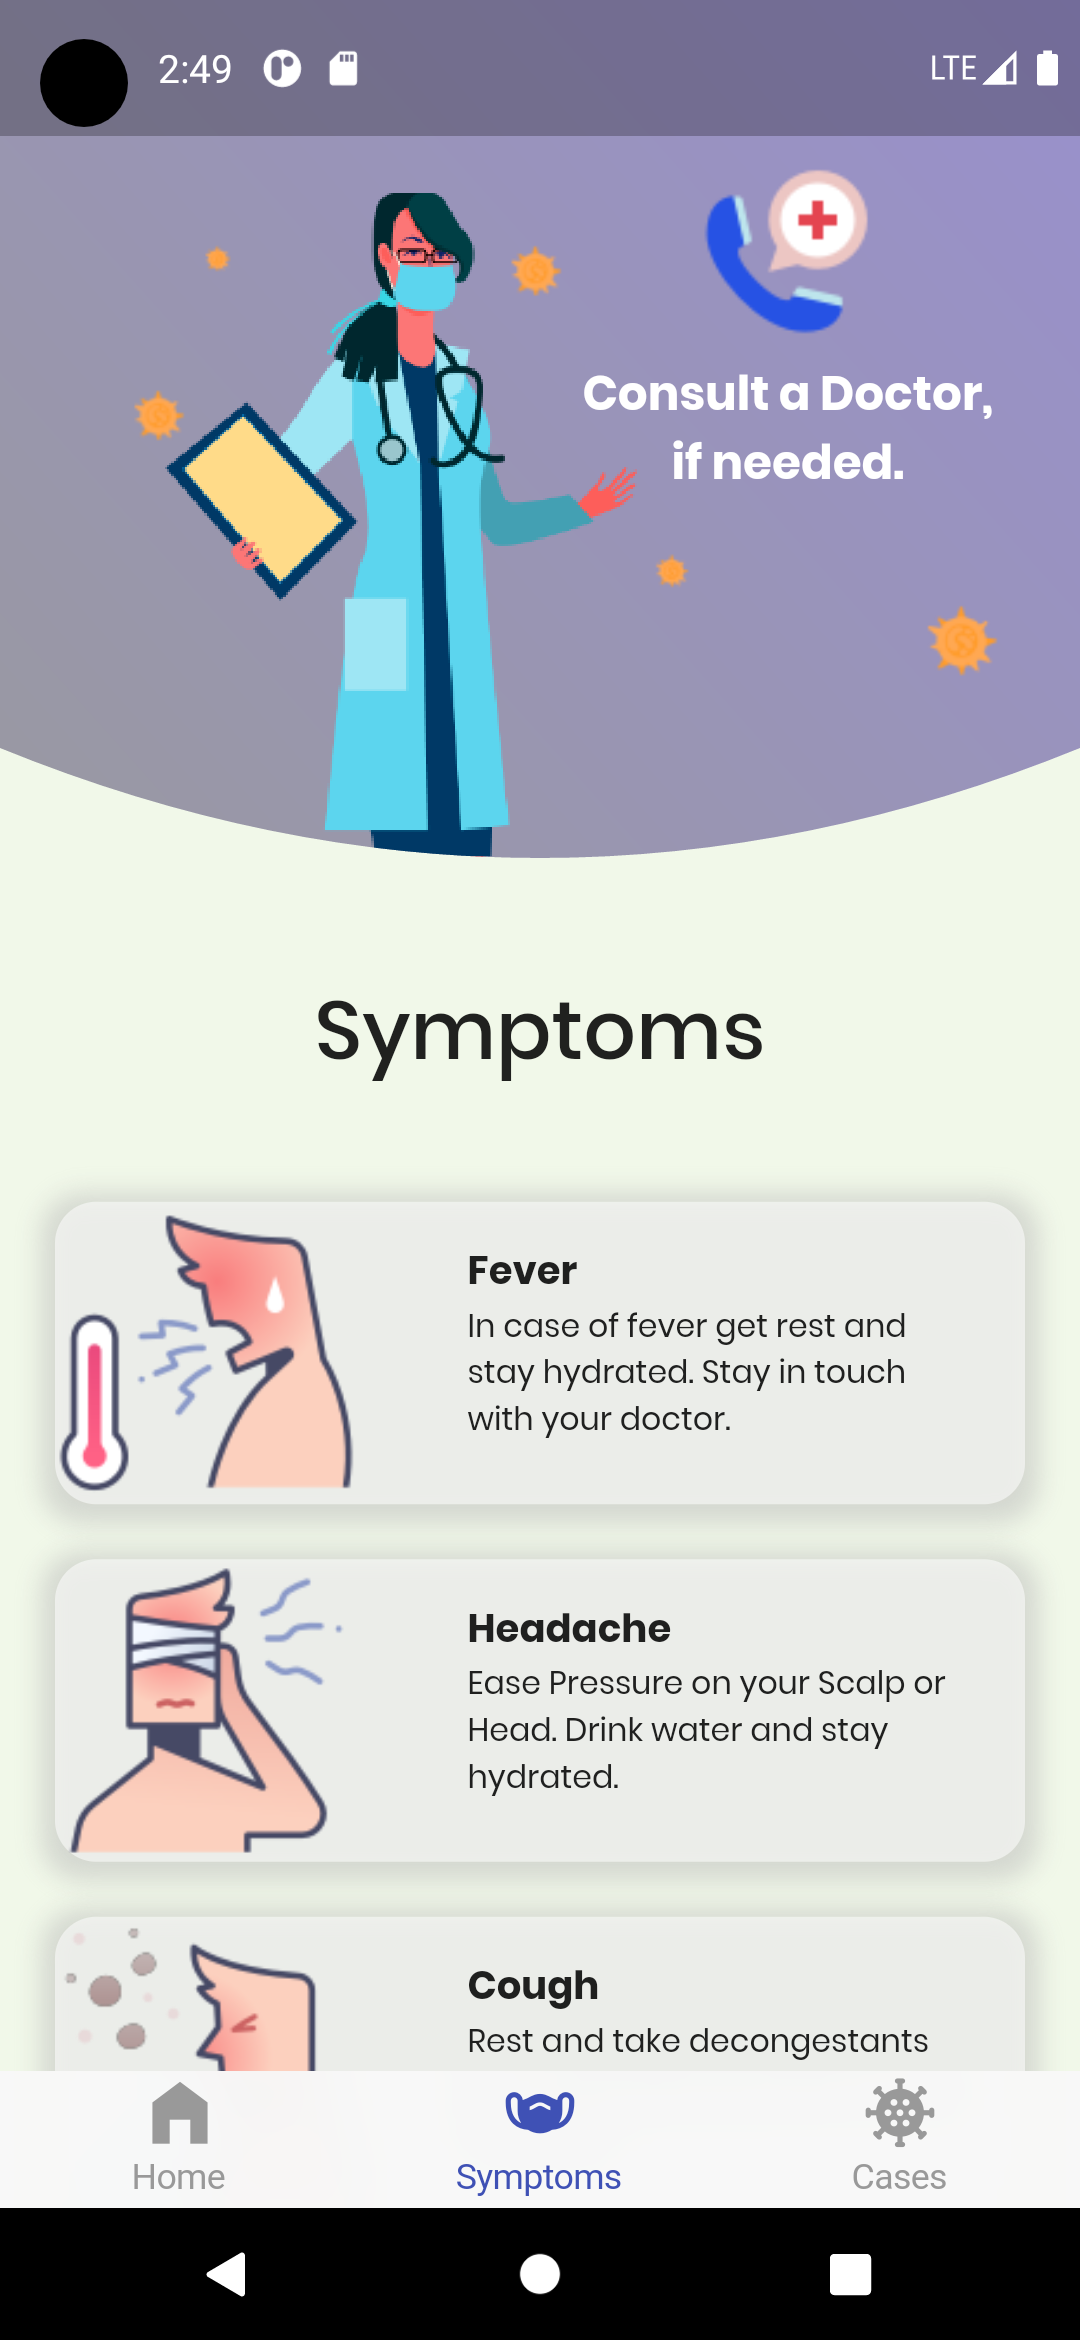 2:49
LTE
Consult a Doctor,
if needed.
Symptoms
Fever
In case of fever get rest and
stay hydrated. Stay in touch
with your doctor.
Headache
Ease Pressure on your Scalp or
Head. Drink water and stay
hydrated.
Cough
Rest and take decongestants
Home
Symptoms
Cases